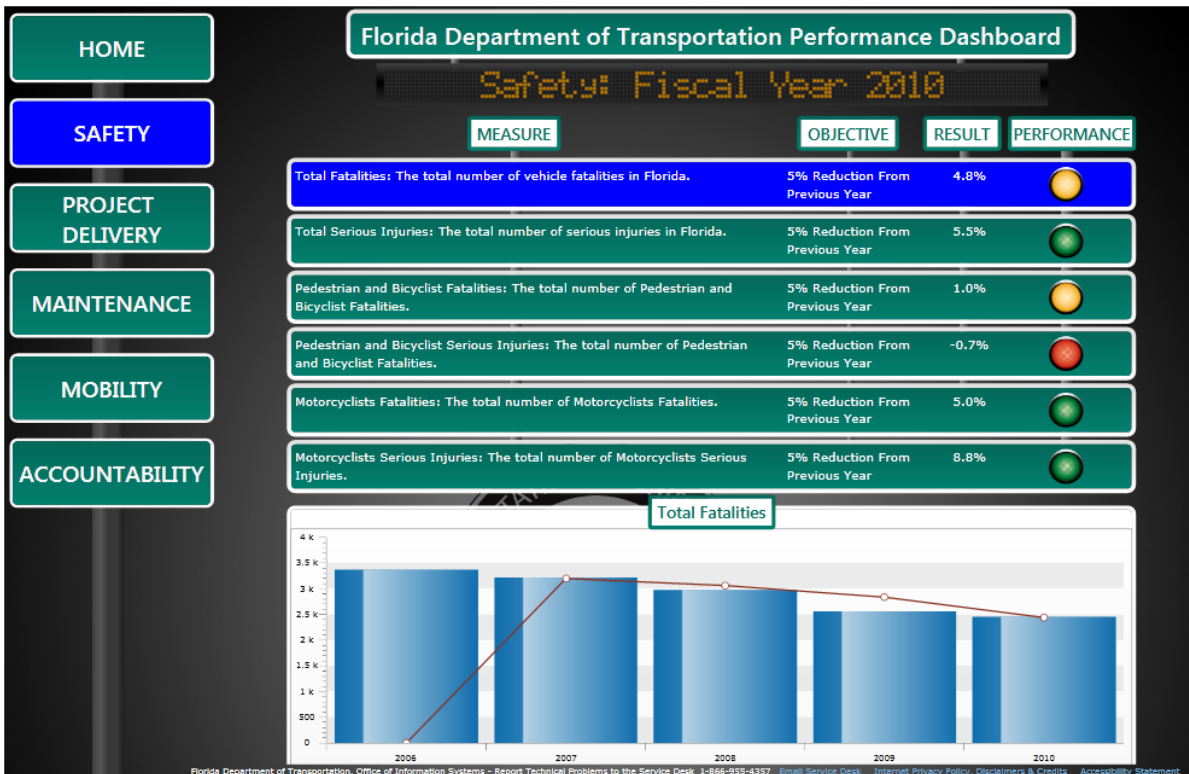 HOME
SAFETY
PROJECT
DELIVERY
MAINTENANCE
MOBILITY
ACCOUNTABILITY
Florida Department of Transportation Performance Dashboard
Safety: Fiscal Year 2010
MEASURE OBJECTIVE RESULT PERFORMANCE
Total Fatalities: The total number of vehicle fatalities in Florida. 5% Reduction From 4.8%
Previous Year
Total Serious Injuries: The total number of serious injuries in Florida. 5% Reduction From 5.5%
Previous Year
Pedestrian and Bicyclist Fatalities: The total number of Pedestrian and 5% Reduction From 1.0%
Bicyclist Fatalities. Previous Year
Pedestrian and Bicyclist Serious Injuries: The total number of Pedestrian 5% Reduction From -0.7%
and Bicyclist Fatalities. Previous Year
Motorcyclists Fatalities: The total number of Motorcyclists Fatalities. 5% Reduction From 5.0%
Previous Year
Motorcyclists Serious Injuries: The total number of Motorcyclists Serious 5% Reduction From 8.8%
Injuries. Previous Year
Total Fatalities
4 k
3.5 k
3 k
2.5 k
2 k
1.5 k
1 k
500
0
2006 2007 2008 2009 2010
Florida Department of Transportation, Office of Information Systems - Report Technical Problems to the Service Desk 1-866-955-4357 Email Service Desk Internet Privacy Policy, Disclaimers & Credits Accessibility Statement